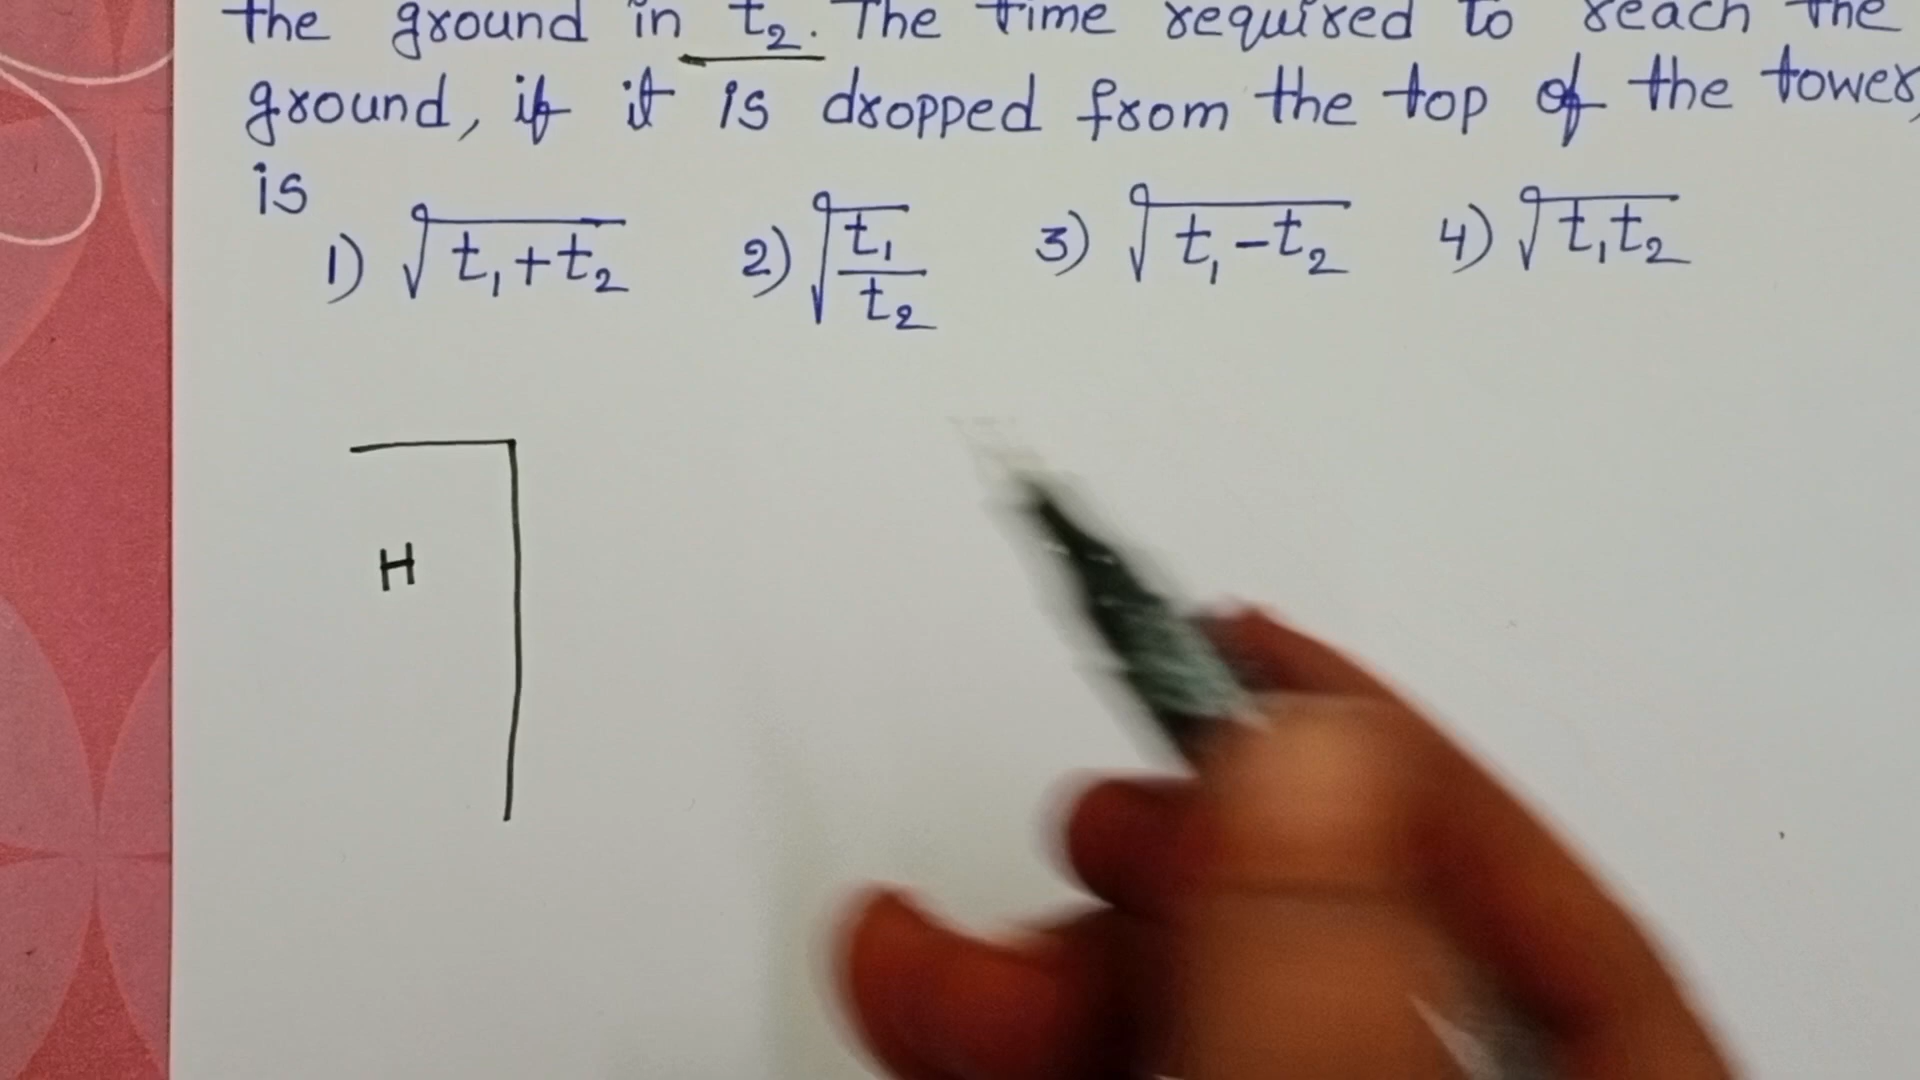 the ground in t₂. The time required to reach the
ground, if it is dropped from the top of the tower,
is
1) √(t₁+t₂) 2) √(t₁/t₂) 3) √(t₁-t₂) 4) √(t₁t₂)
H